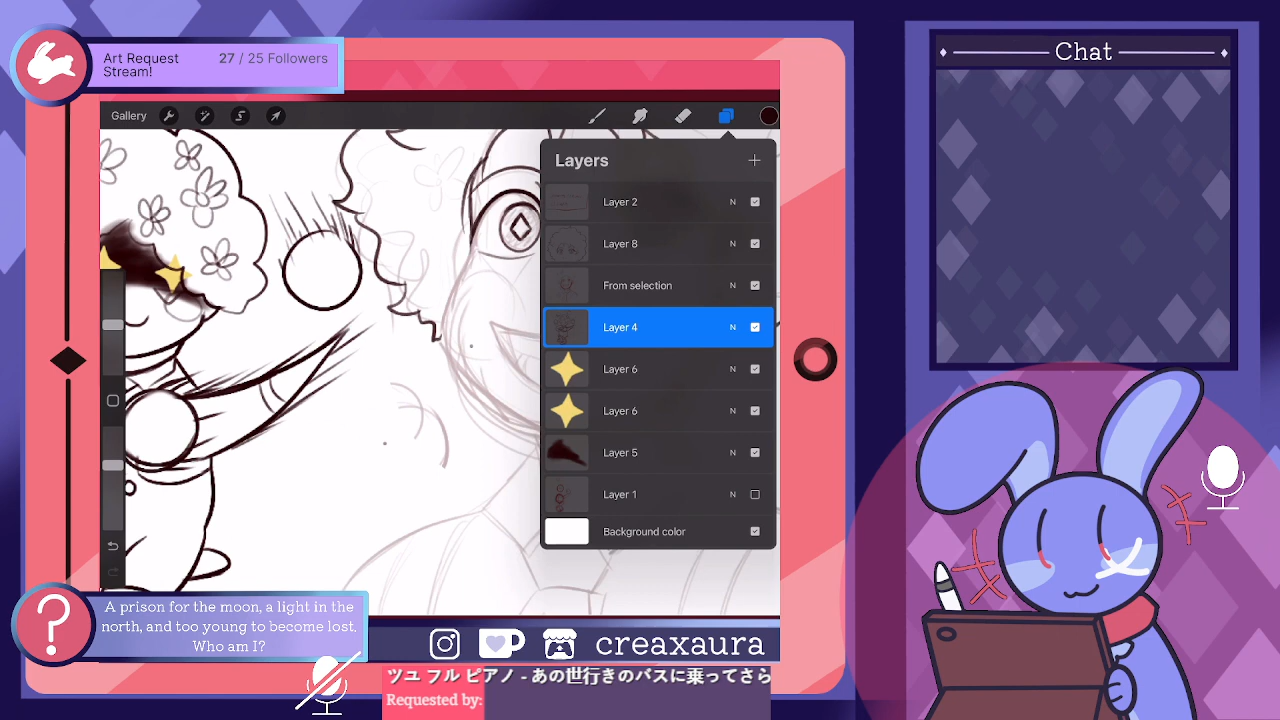 Art Request
Stream!
27 / 25 Followers
Chat
Gallery
Layers
Layer 2 N
Layer 8 N
From selection N
Layer 4 N
Layer 6 N
Layer 6 N
Layer 5 N
Layer 1 N
Background color
A prison for the moon, a light in the
north, and too young to become lost.
Who am I?
creaxaura
ツユ フル ピアノ - あの世行きのバスに乗ってさら
Requested by: